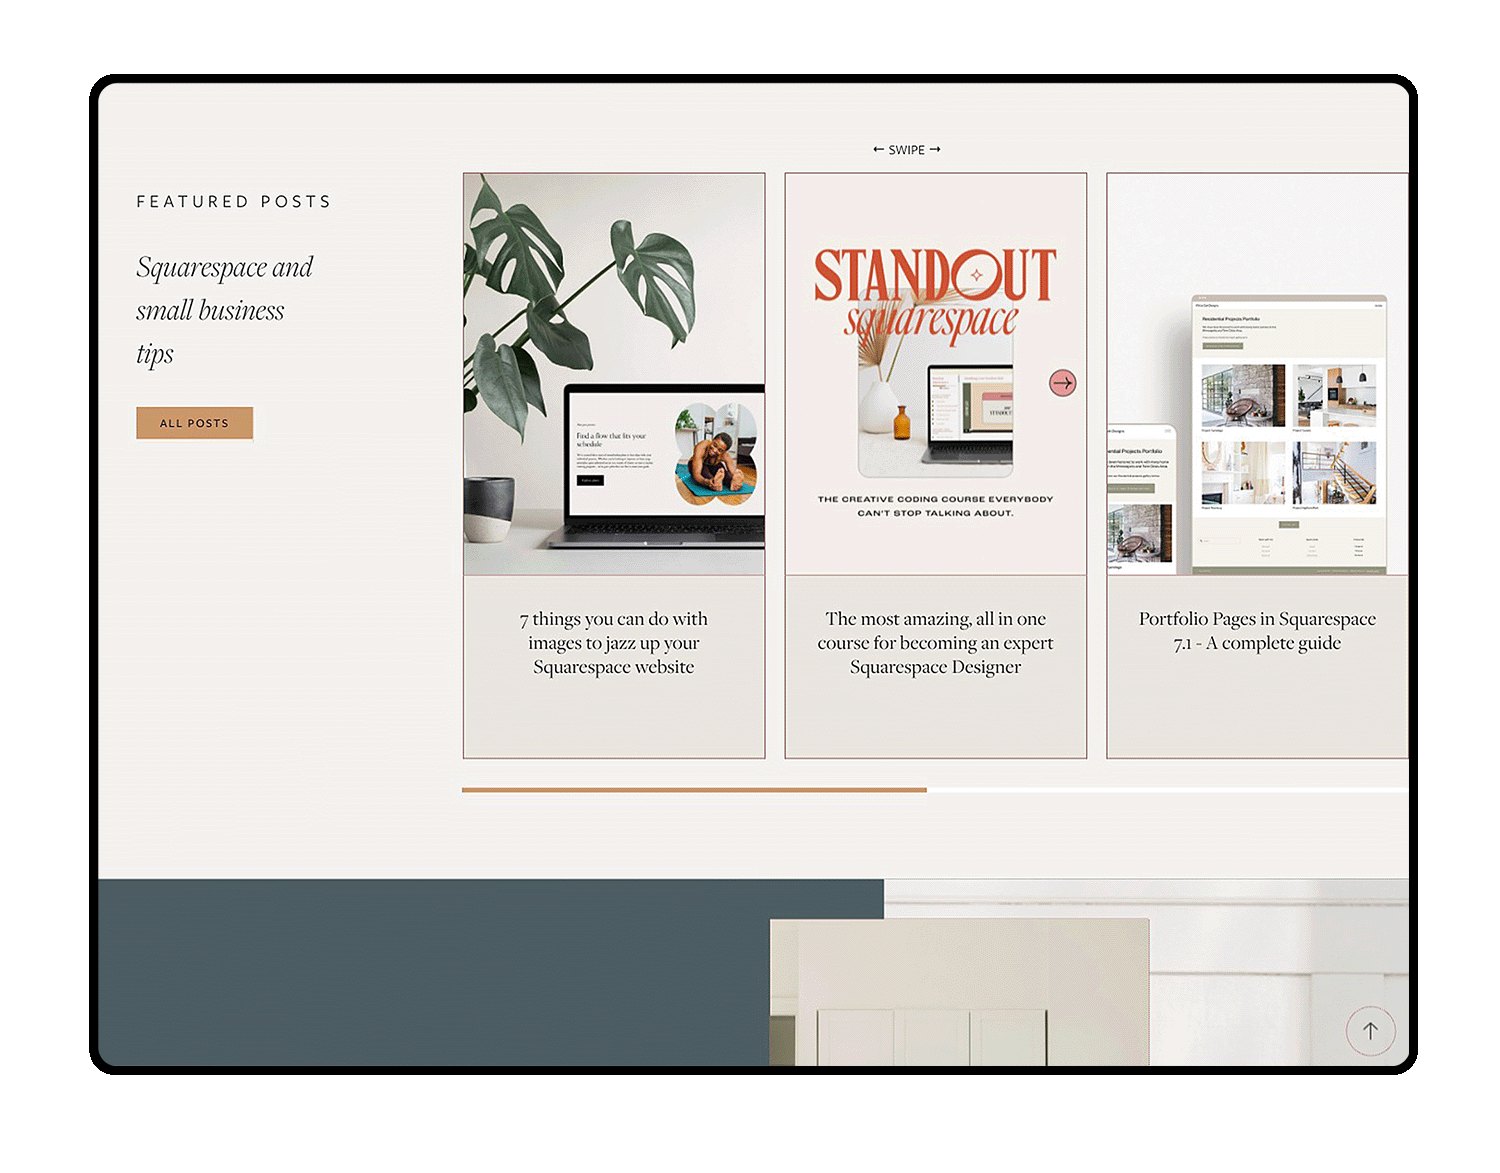 ← SWIPE →
FEATURED POSTS
Squarespace and
small business
tips
ALL POSTS
Find a flow that fits your
schedule
STANDOUT
squarespace
THE CREATIVE CODING COURSE EVERYBODY
CAN'T STOP TALKING ABOUT.
Residential Projects Portfolio
7 things you can do with
images to jazz up your
Squarespace website
The most amazing, all in one
course for becoming an expert
Squarespace Designer
Portfolio Pages in Squarespace
7.1 - A complete guide